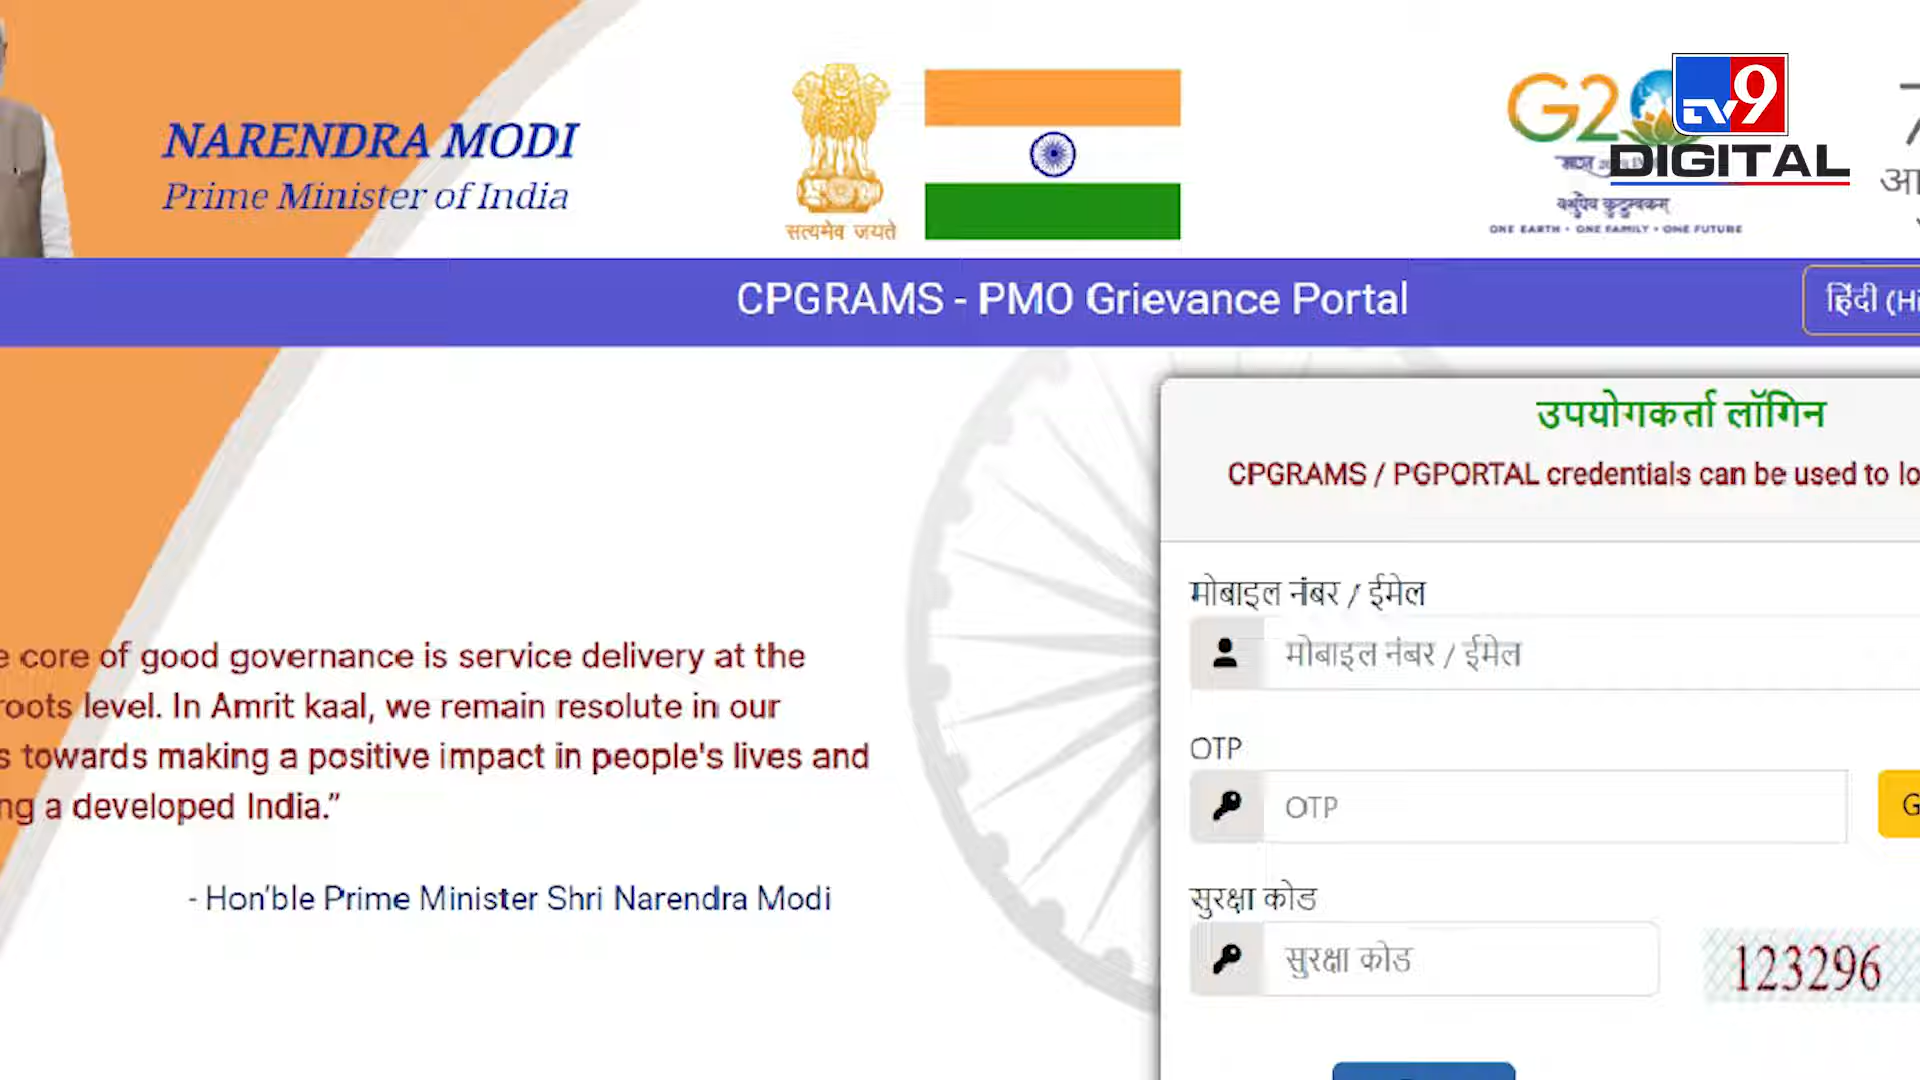 NARENDRA MODI
Prime Minister of India
सत्यमेव जयते
G2
TV9
DIGITAL
वसुधैव कुटुम्बकम्
ONE EARTH • ONE FAMILY • ONE FUTURE
CPGRAMS - PMO Grievance Portal
हिंदी (Hi
उपयोगकर्ता लॉगिन
CPGRAMS / PGPORTAL credentials can be used to lo
मोबाइल नंबर / ईमेल
मोबाइल नंबर / ईमेल
e core of good governance is service delivery at the
roots level. In Amrit kaal, we remain resolute in our
s towards making a positive impact in people's lives and
ng a developed India.”
- Hon'ble Prime Minister Shri Narendra Modi
OTP
OTP
G
सुरक्षा कोड
सुरक्षा कोड
123296